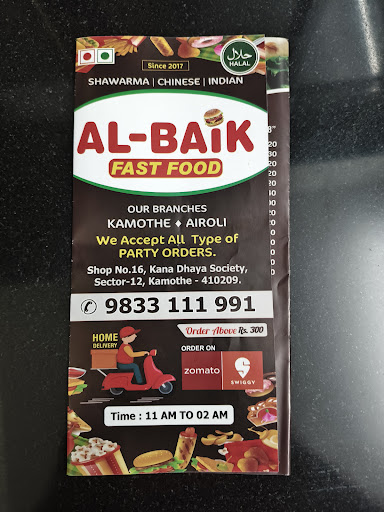 Since 2017
حلال
HALAL
SHAWARMA | CHINESE | INDIAN
AL-BAIK
FAST FOOD
OUR BRANCHES
KAMOTHE ♦ AIROLI
We Accept All Type of
PARTY ORDERS.
Shop No.16, Kana Dhaya Society,
Sector-12, Kamothe - 410209.
✆ 9833 111 991
Order Above Rs. 300
HOME
DELIVERY
ORDER ON
zomato
SWIGGY
Time : 11 AM TO 02 AM